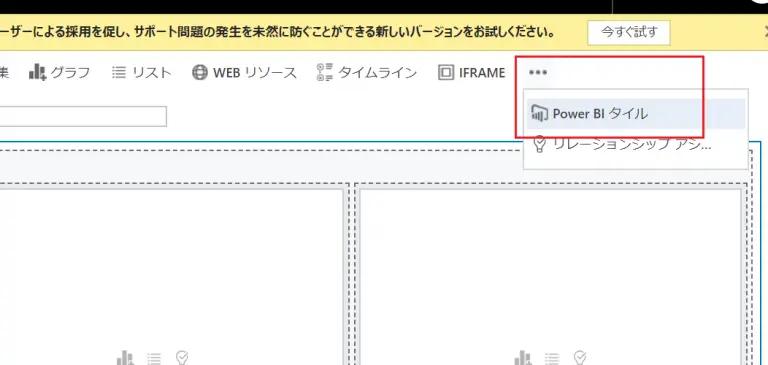 ーザーによる採用を促し、サポート問題の発生を未然に防ぐことができる新しいバージョンをお試しください。 今すぐ試す
集 グラフ リスト WEB リソース タイムライン IFRAME •••
Power BI タイル
リレーションシップ アシ...